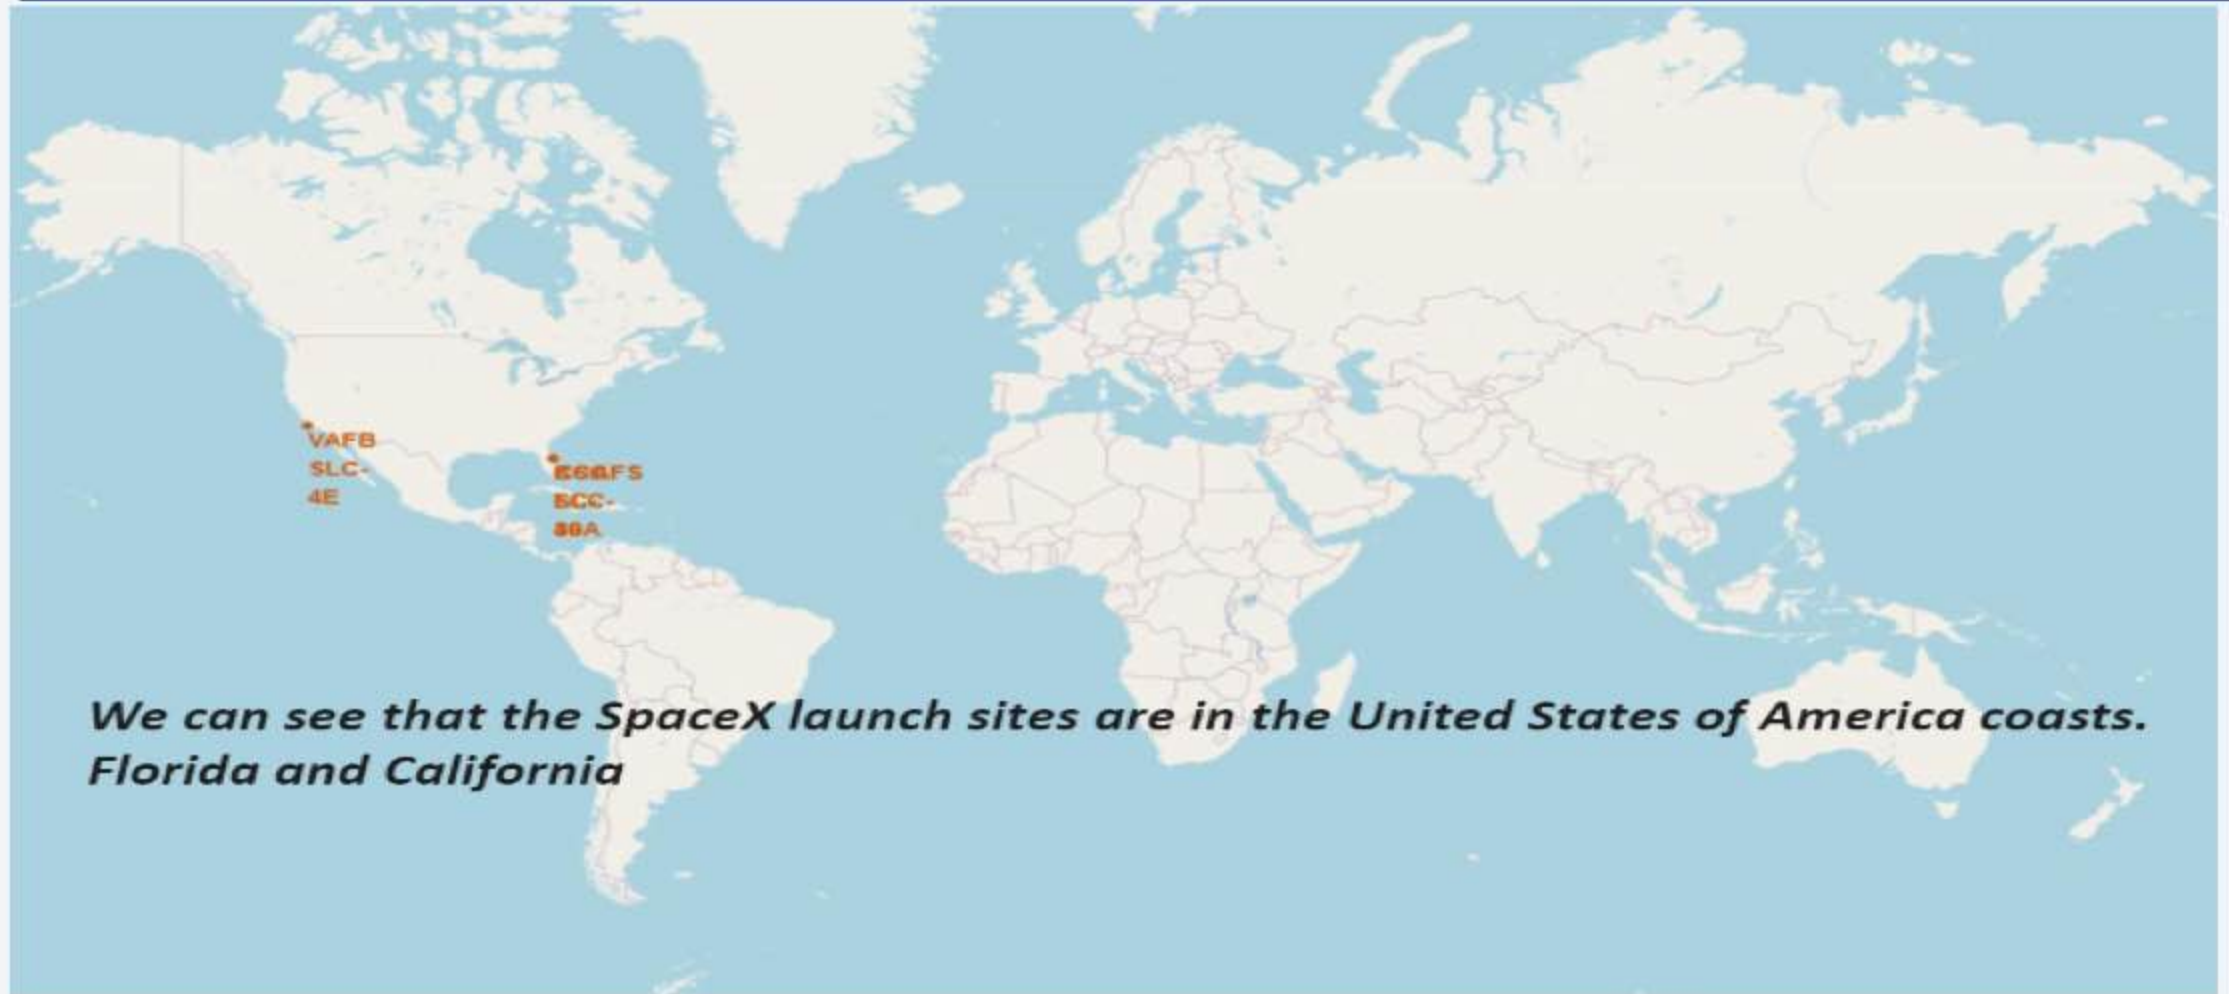 VAFB
SLC-
4E
We can see that the SpaceX launch sites are in the United States of America coasts.
Florida and California